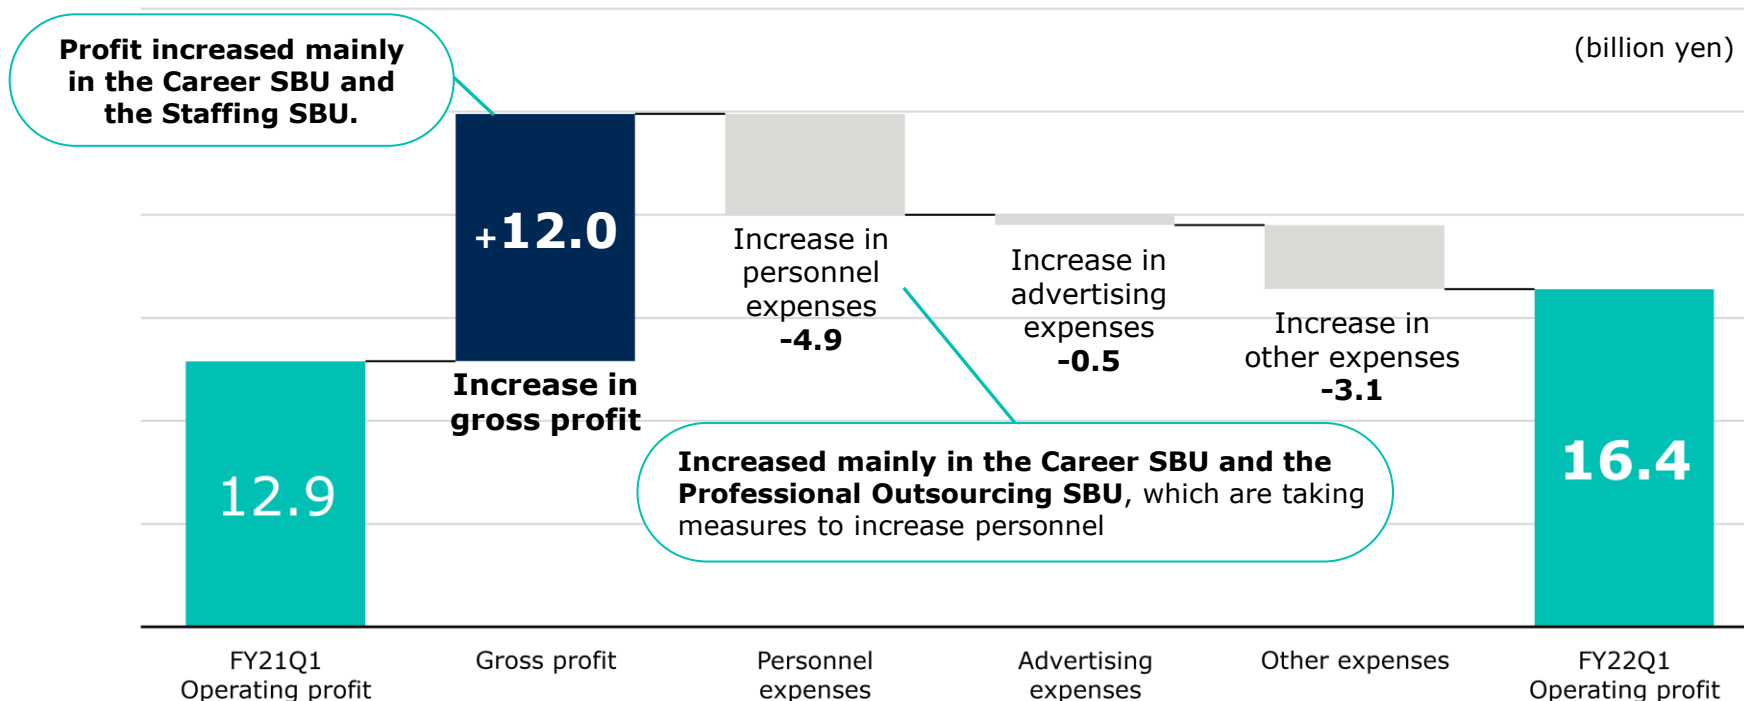 Profit increased mainly
in the Career SBU and
the Staffing SBU.
(billion yen)
+12.0
Increase in
gross profit
Increase in
personnel
expenses
-4.9
Increase in
advertising
expenses
-0.5
Increase in
other expenses
-3.1
Increased mainly in the Career SBU and the
Professional Outsourcing SBU, which are taking
measures to increase personnel
12.9
16.4
FY21Q1
Operating profit
Gross profit
Personnel
expenses
Advertising
expenses
Other expenses
FY22Q1
Operating profit